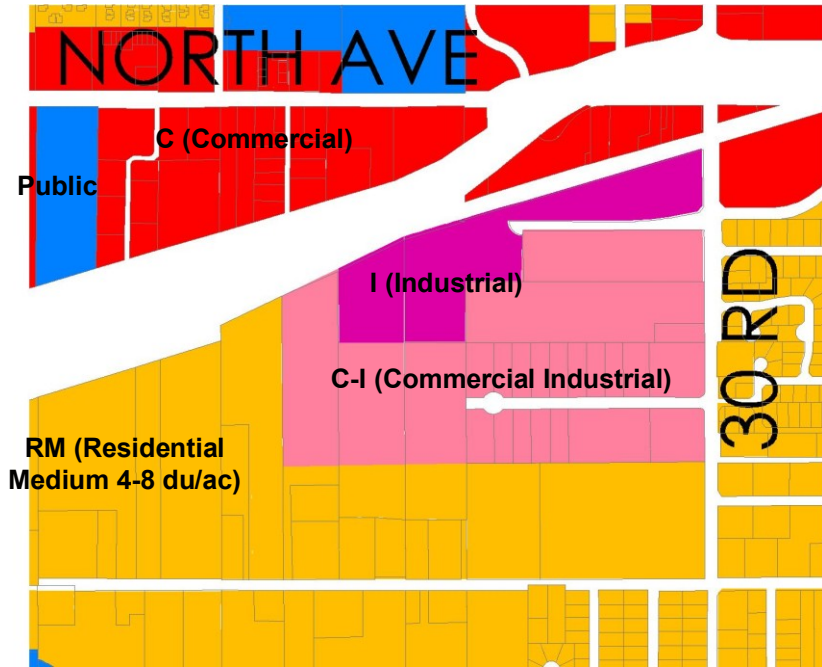 NORTH AVE
C (Commercial)
Public
I (Industrial)
C-I (Commercial Industrial)
30 RD
RM (Residential
Medium 4-8 du/ac)